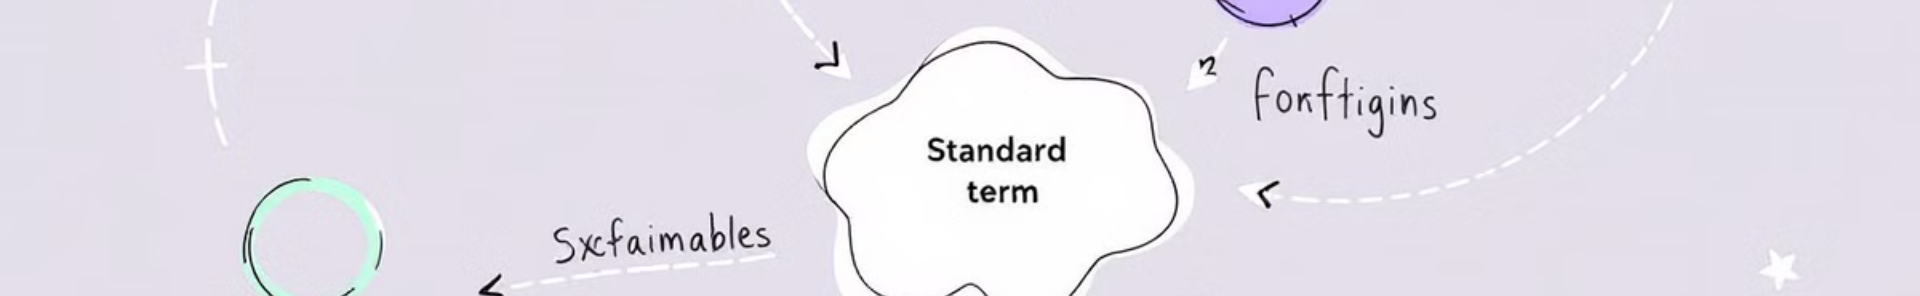 fonftigins
Standard
term
Sxcfaimables